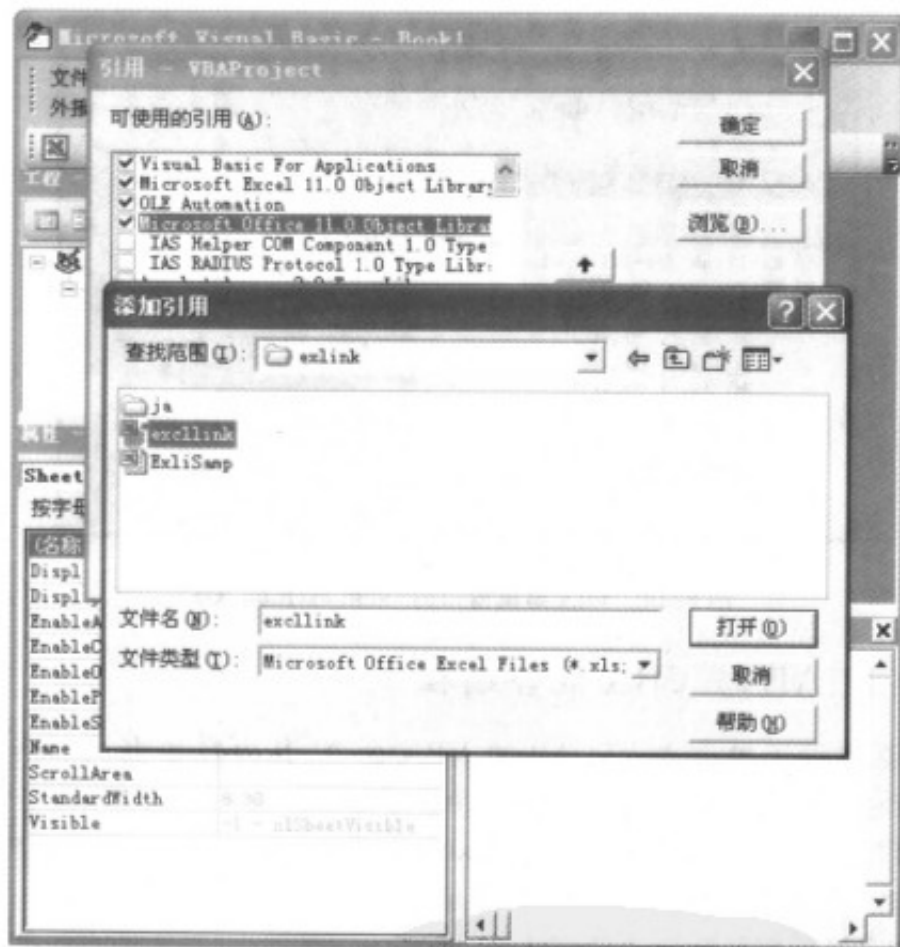 Microsoft Visual Basic - Book1
引用 - VBAProject
文件
外接
可使用的引用(A):
确定
取消
浏览(B)...
Visual Basic For Applications
Microsoft Excel 11.0 Object Library
OLE Automation
Microsoft Office 11.0 Object Librar
IAS Helper COM Component 1.0 Type
IAS RADIUS Protocol 1.0 Type Libr
工程 -
添加引用
查找范围(I):
exlink
ja
excllink
ExliSamp
文件名(N):
excllink
打开(O)
文件类型(T):
Microsoft Office Excel Files (*.xls;
取消
帮助(H)
属性 -
Sheet
按字母
(名称
Displ
Displ
EnableA
EnableC
EnableO
EnableP
EnableS
Name
ScrollArea
StandardWidth
Visible
-1 - xlSheetVisible